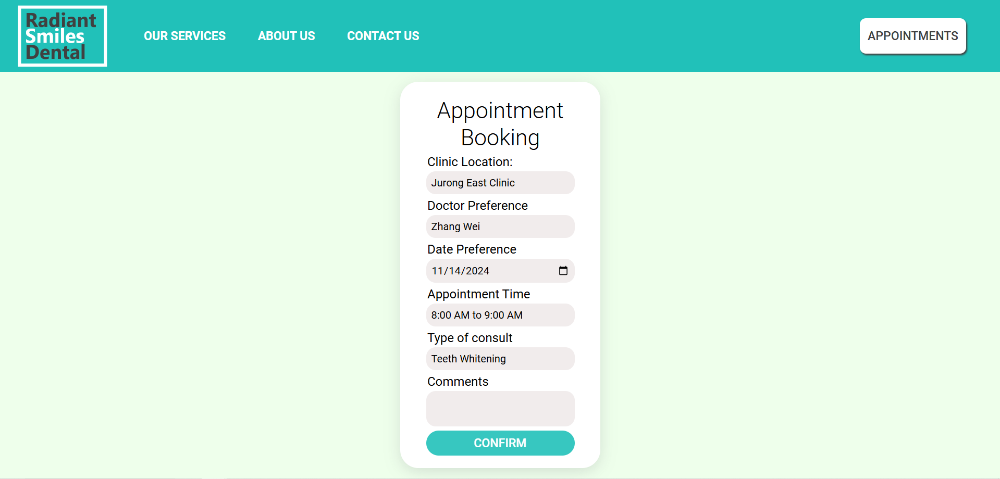 Radiant
Smiles
Dental
OUR SERVICES
ABOUT US
CONTACT US
APPOINTMENTS
Appointment
Booking
Clinic Location:
Jurong East Clinic
Doctor Preference
Zhang Wei
Date Preference
11/14/2024
Appointment Time
8:00 AM to 9:00 AM
Type of consult
Teeth Whitening
Comments
CONFIRM